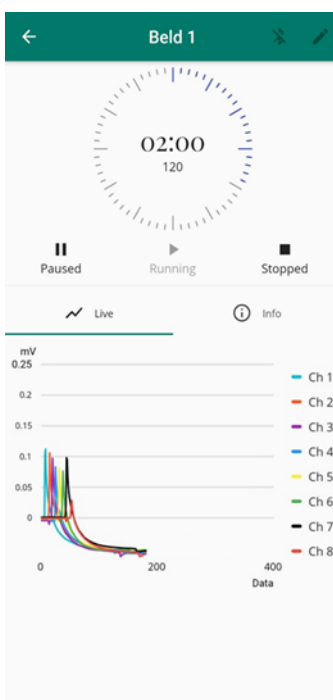 Beld 1
02:00
120
Paused
Running
Stopped
Live
Info
mV
0.25
0.2
0.15
0.1
0.05
0
0
200
400
Data
Ch 1
Ch 2
Ch 3
Ch 4
Ch 5
Ch 6
Ch 7
Ch 8